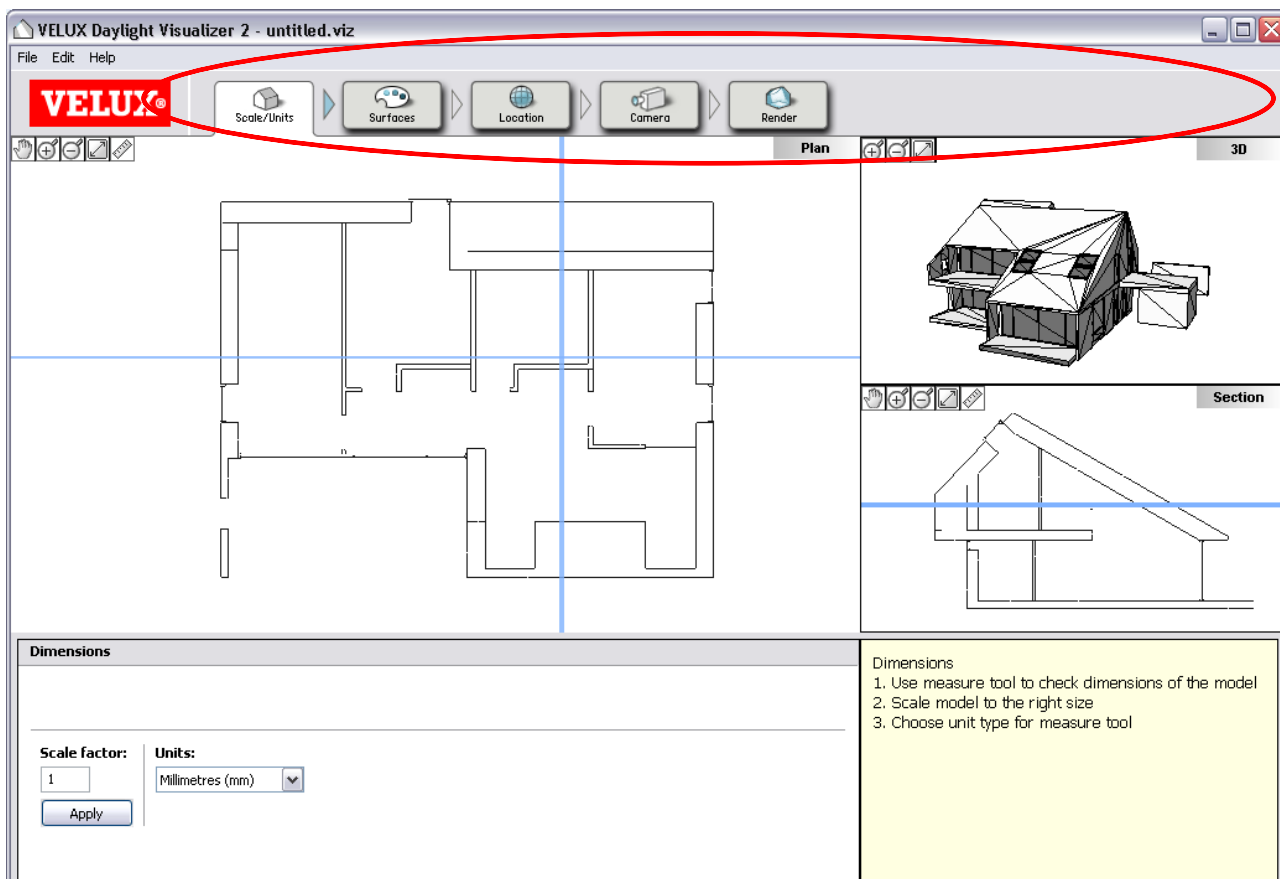 VELUX Daylight Visualizer 2 - untitled.viz
File Edit Help
VELUX®
Scale/Units
Surfaces
Location
Camera
Render
Plan
3D
Section
Dimensions
Scale factor:
Units:
1
Millimetres (mm)
Apply
Dimensions
1. Use measure tool to check dimensions of the model
2. Scale model to the right size
3. Choose unit type for measure tool